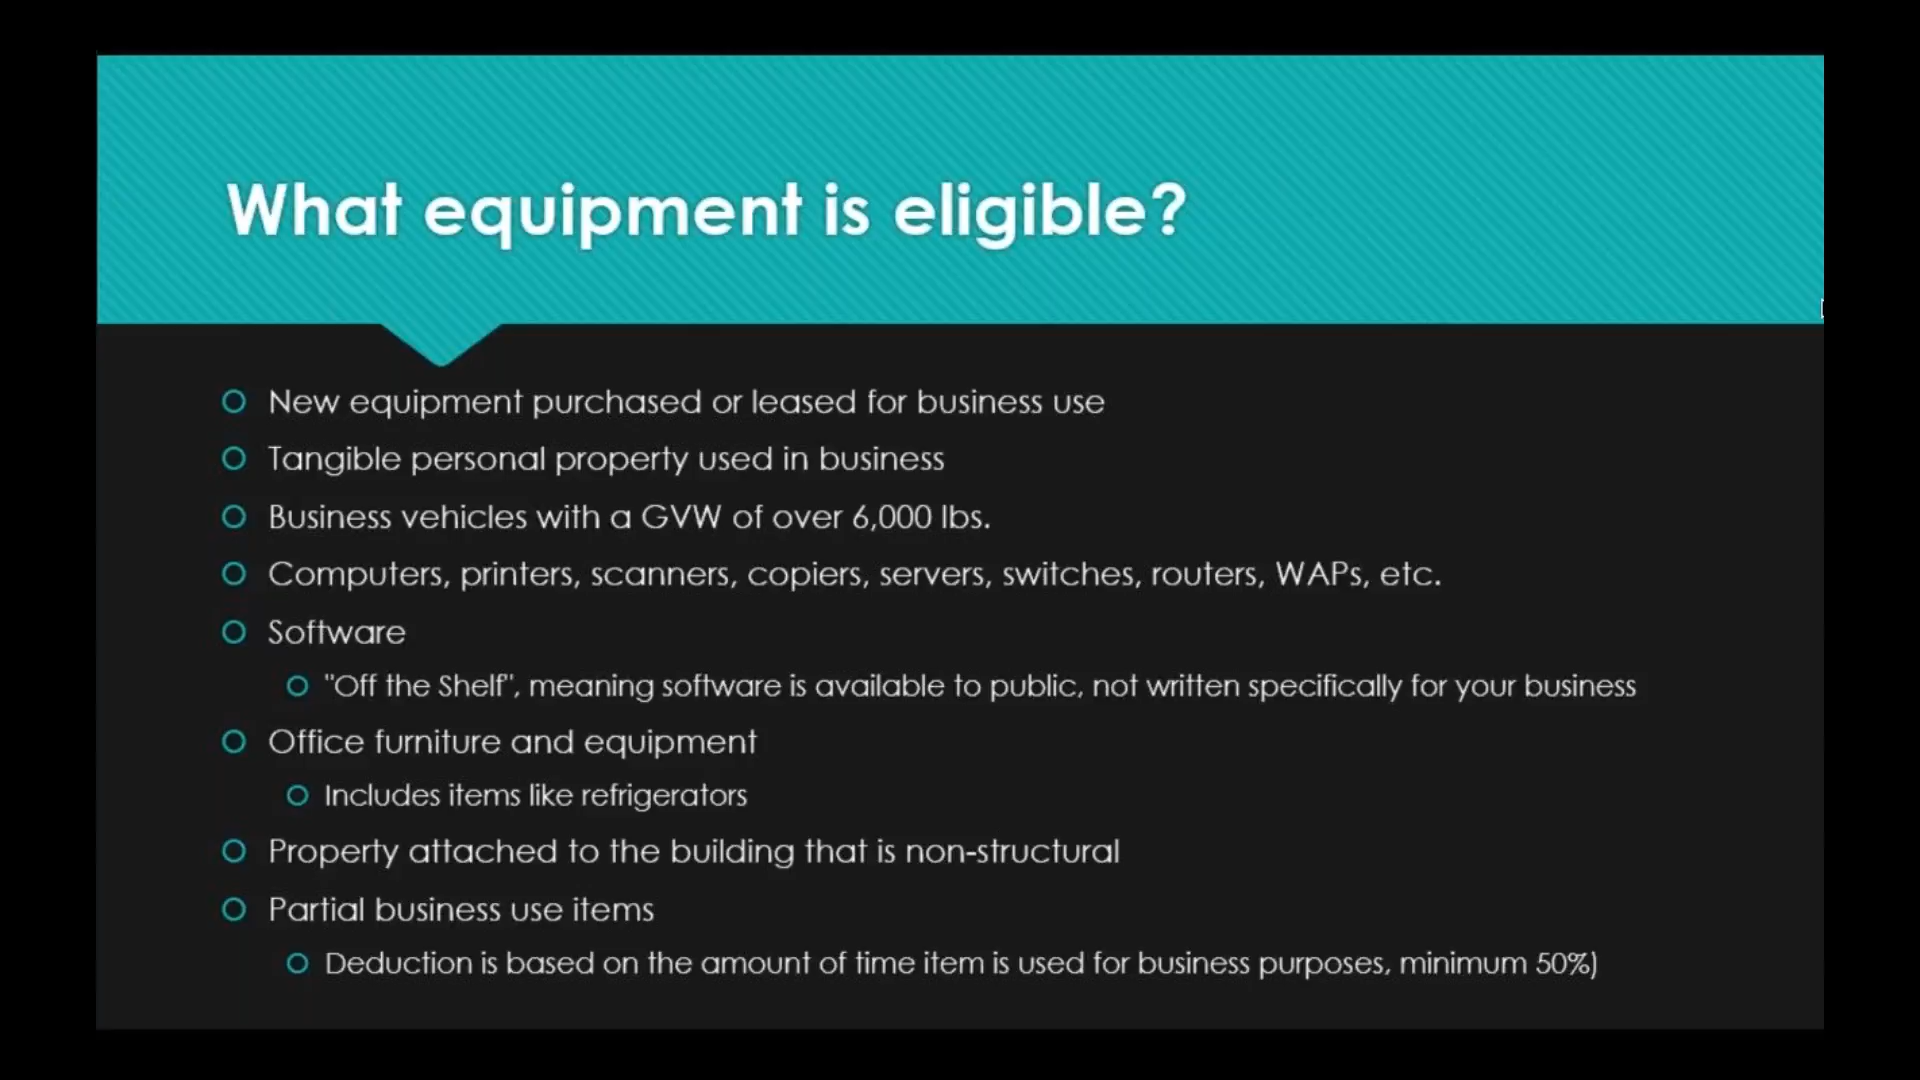 What equipment is eligible?
New equipment purchased or leased for business use
Tangible personal property used in business
Business vehicles with a GVW of over 6,000 lbs.
Computers, printers, scanners, copiers, servers, switches, routers, WAPs, etc.
Software
"Off the Shelf", meaning software is available to public, not written specifically for your business
Office furniture and equipment
Includes items like refrigerators
Property attached to the building that is non-structural
Partial business use items
Deduction is based on the amount of time item is used for business purposes, minimum 50%)